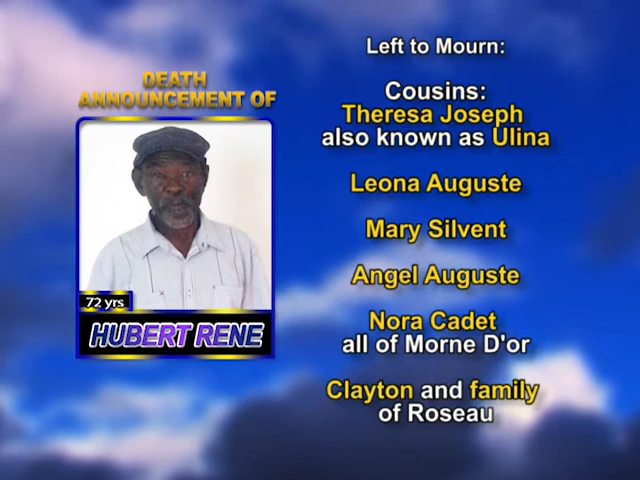 DEATH
ANNOUNCEMENT OF
72 yrs
HUBERT RENE
Left to Mourn:
Cousins:
Theresa Joseph
also known as Ulina
Leona Auguste
Mary Silvent
Angel Auguste
Nora Cadet
all of Morne D'or
Clayton and family
of Roseau